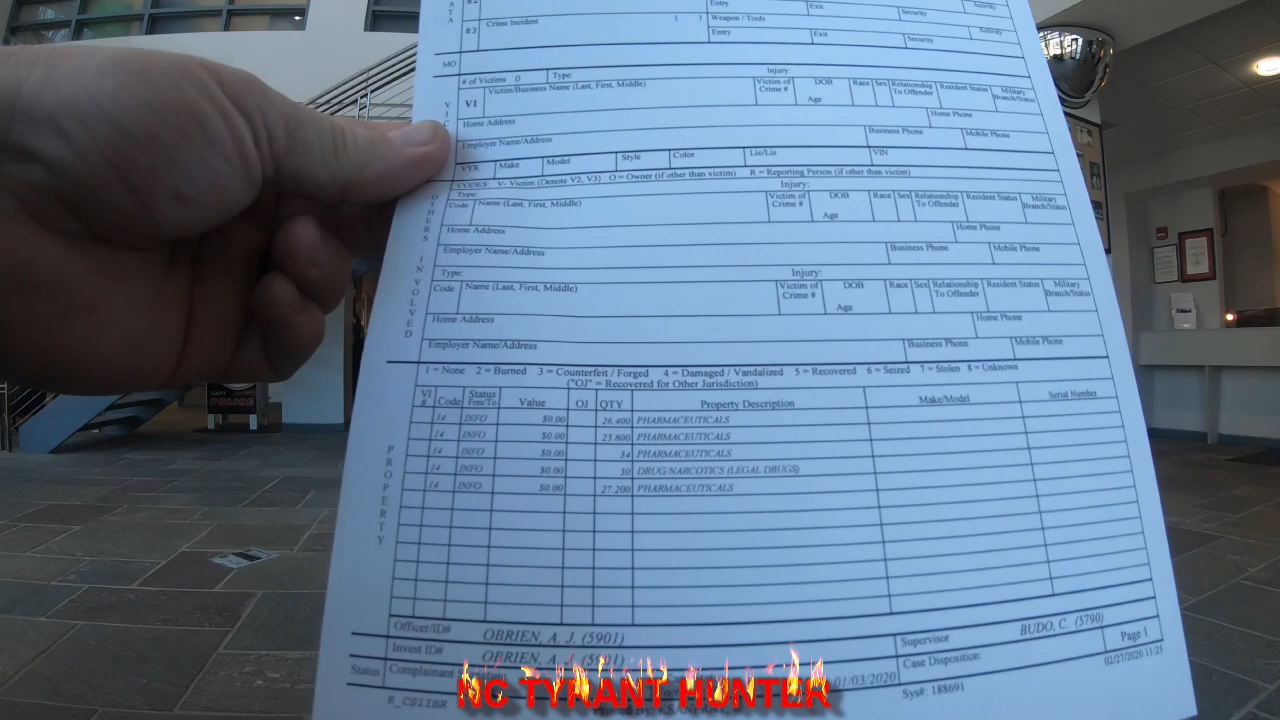 #2 Entry Exit Security Activity
#3 Crime Incident ( ) Weapon / Tools
Entry Exit Security Activity
MO
# of Victims 0 Type: Injury:
V1 Victim/Business Name (Last, First, Middle) Victim of Crime # DOB Age Race Sex Relationship To Offender Resident Status Military Branch/Status
Home Address Home Phone
Employer Name/Address Business Phone Mobile Phone
VYR Make Model Style Color Lic/Lis VIN
CODES: V- Victim (Denote V2, V3) O = Owner (if other than victim) R = Reporting Person (if other than victim)
OTHERS INVOLVED
Type: Injury:
Code Name (Last, First, Middle) Victim of Crime # DOB Age Race Sex Relationship To Offender Resident Status Military Branch/Status
Home Address Home Phone
Employer Name/Address Business Phone Mobile Phone
Type: Injury:
Code Name (Last, First, Middle) Victim of Crime # DOB Age Race Sex Relationship To Offender Resident Status Military Branch/Status
Home Address Home Phone
Employer Name/Address Business Phone Mobile Phone
1 = None 2 = Burned 3 = Counterfeit / Forged 4 = Damaged / Vandalized 5 = Recovered 6 = Seized 7 = Stolen 8 = Unknown
("OJ" = Recovered for Other Jurisdiction)
PROPERTY
VI # Code Status Frm/To Value OJ QTY Property Description Make/Model Serial Number
14 INFO $0.00 26.400 PHARMACEUTICALS
14 INFO $0.00 25.800 PHARMACEUTICALS
14 INFO $0.00 34 PHARMACEUTICALS
14 INFO $0.00 30 DRUG/NARCOTICS (LEGAL DRUGS)
14 INFO $0.00 27.200 PHARMACEUTICALS
Officer/ID# OBRIEN, A. J. (5901)
Invest ID# OBRIEN, A. J. (5901) Supervisor BUDO, C. (5790)
Status Complainant 01/03/2020 Case Disposition: Page 1
R_CS1IBR Sys#: 188691 02/27/2020 11:25
NC TYRANT HUNTER
CARY
POLICE